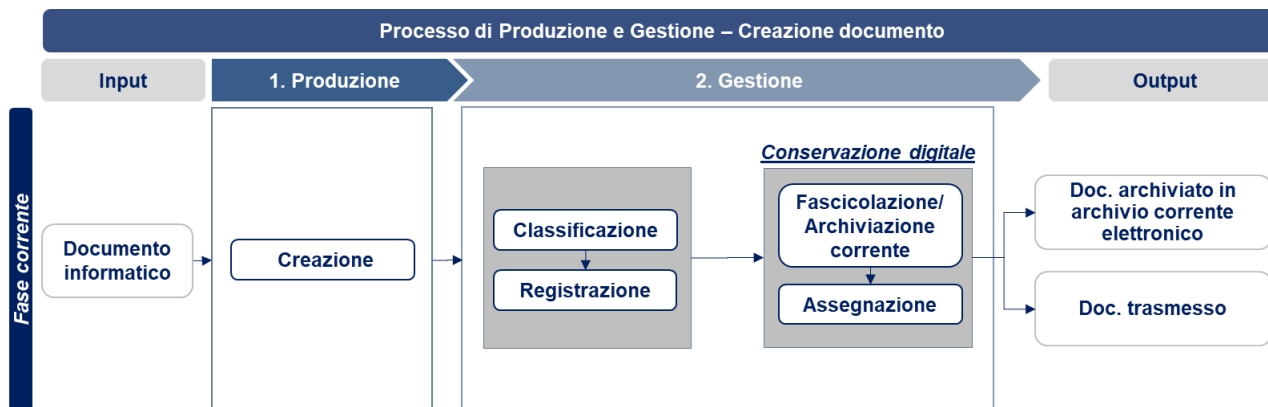 Processo di Produzione e Gestione – Creazione documento
Input
1. Produzione
2. Gestione
Output
Fase corrente
Documento
informatico
Creazione
Classificazione
Registrazione
Conservazione digitale
Fascicolazione/
Archiviazione
corrente
Assegnazione
Doc. archiviato in
archivio corrente
elettronico
Doc. trasmesso